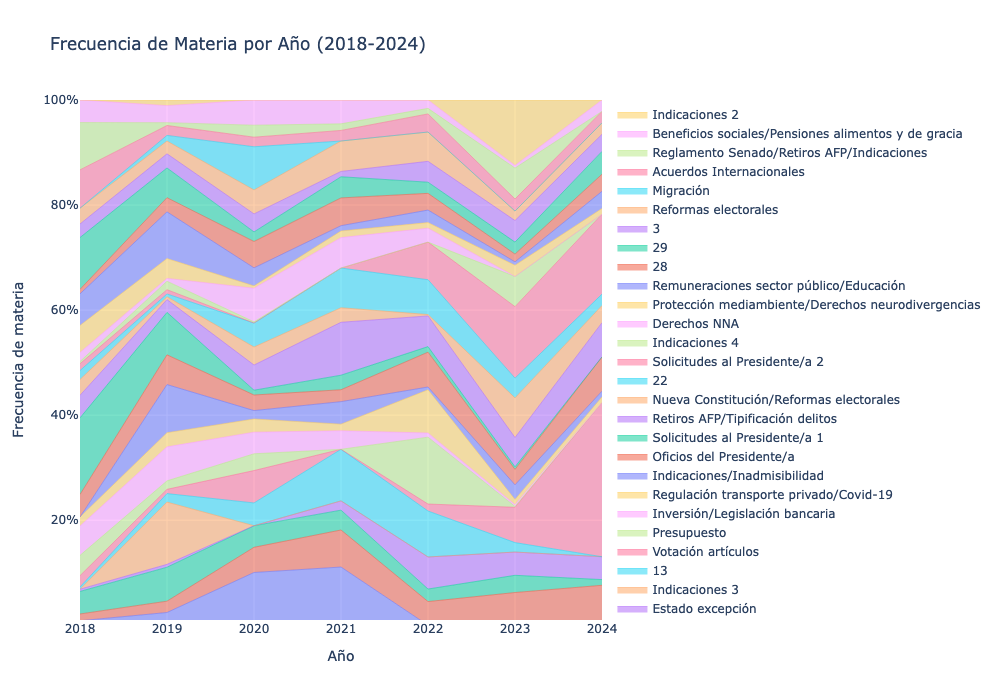 Frecuencia de Materia por Año (2018-2024)
Frecuencia de materia
100%
80%
60%
40%
20%
2018
2019
2020
2021
2022
2023
2024
Año
Indicaciones 2
Beneficios sociales/Pensiones alimentos y de gracia
Reglamento Senado/Retiros AFP/Indicaciones
Acuerdos Internacionales
Migración
Reformas electorales
3
29
28
Remuneraciones sector público/Educación
Protección mediambiente/Derechos neurodivergencias
Derechos NNA
Indicaciones 4
Solicitudes al Presidente/a 2
22
Nueva Constitución/Reformas electorales
Retiros AFP/Tipificación delitos
Solicitudes al Presidente/a 1
Oficios del Presidente/a
Indicaciones/Inadmisibilidad
Regulación transporte privado/Covid-19
Inversión/Legislación bancaria
Presupuesto
Votación artículos
13
Indicaciones 3
Estado excepción